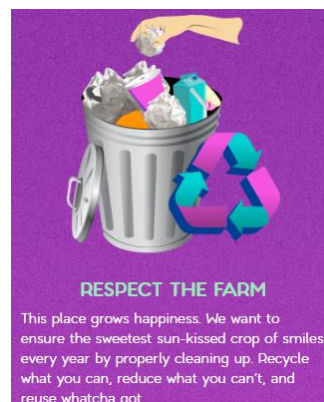 RESPECT THE FARM
This place grows happiness. We want to
ensure the sweetest sun-kissed crop of smiles
every year by properly cleaning up. Recycle
what you can, reduce what you can't, and
reuse whatcha got